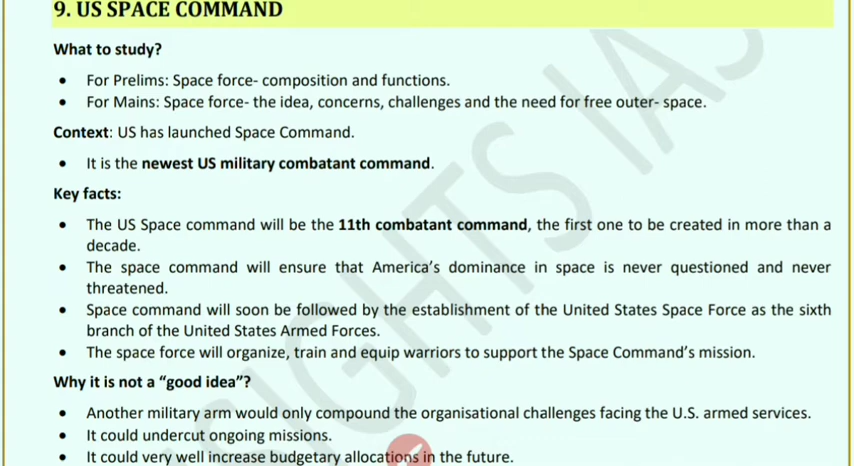 9. US SPACE COMMAND
What to study?
• For Prelims: Space force- composition and functions.
• For Mains: Space force- the idea, concerns, challenges and the need for free outer- space.
Context: US has launched Space Command.
• It is the newest US military combatant command.
Key facts:
• The US Space command will be the 11th combatant command, the first one to be created in more than a
decade.
• The space command will ensure that America's dominance in space is never questioned and never
threatened.
• Space command will soon be followed by the establishment of the United States Space Force as the sixth
branch of the United States Armed Forces.
• The space force will organize, train and equip warriors to support the Space Command's mission.
Why it is not a "good idea"?
• Another military arm would only compound the organisational challenges facing the U.S. armed services.
• It could undercut ongoing missions.
• It could very well increase budgetary allocations in the future.
INSIGHTS IAS